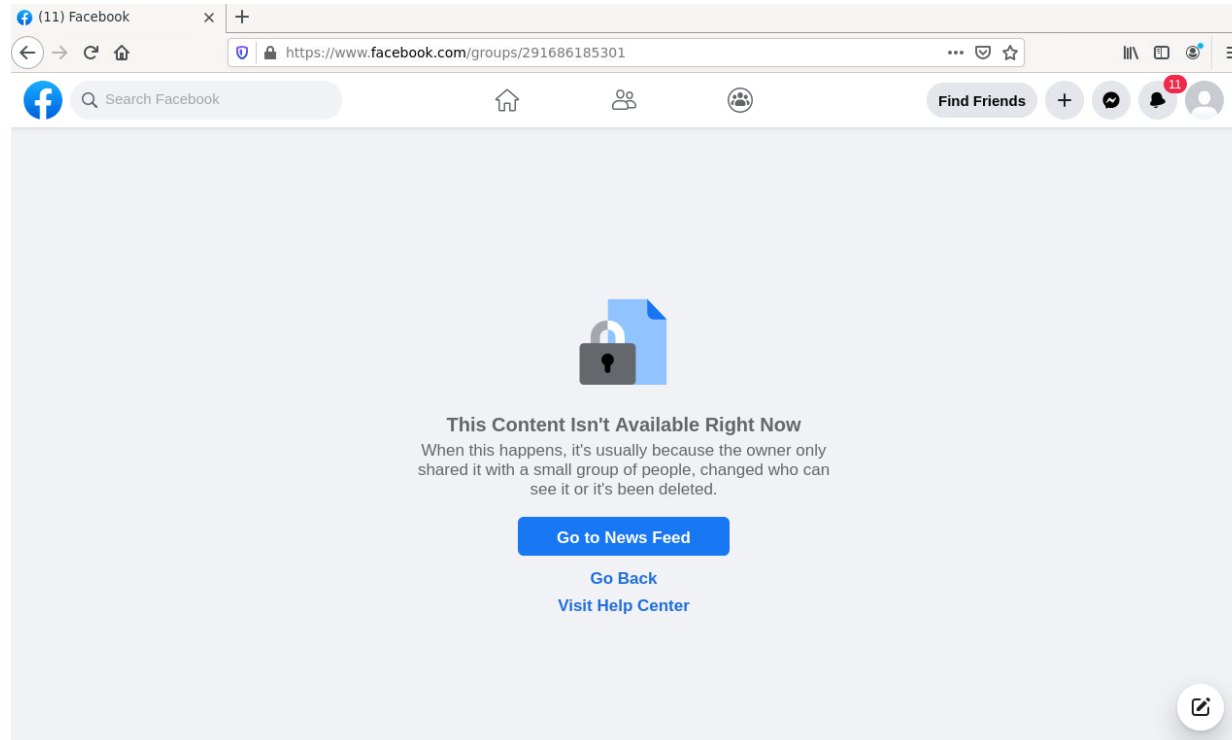 (11) Facebook
https://www.facebook.com/groups/291686185301
Search Facebook
Find Friends
11
This Content Isn't Available Right Now
When this happens, it's usually because the owner only
shared it with a small group of people, changed who can
see it or it's been deleted.
Go to News Feed
Go Back
Visit Help Center